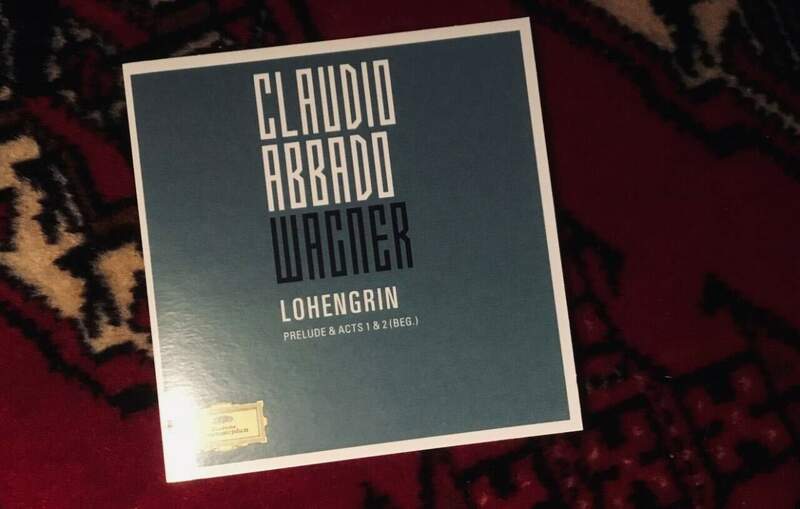 CLAUDIO
ABBADO
WAGNER
LOHENGRIN
PRELUDE & ACTS 1 & 2 (BEG.)